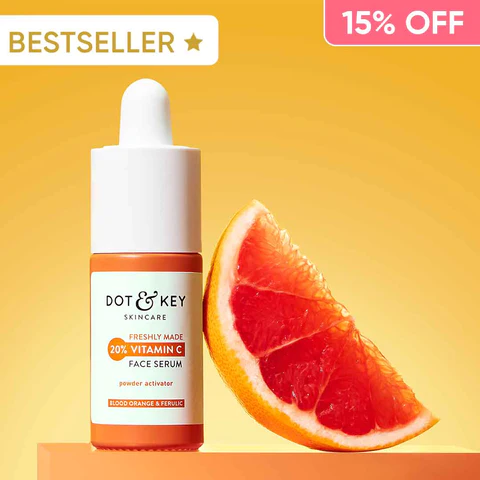 BESTSELLER ★
15% OFF
DOT & KEY
SKINCARE
FRESHLY MADE
20% VITAMIN C
FACE SERUM
powder activator
BLOOD ORANGE & FERULIC